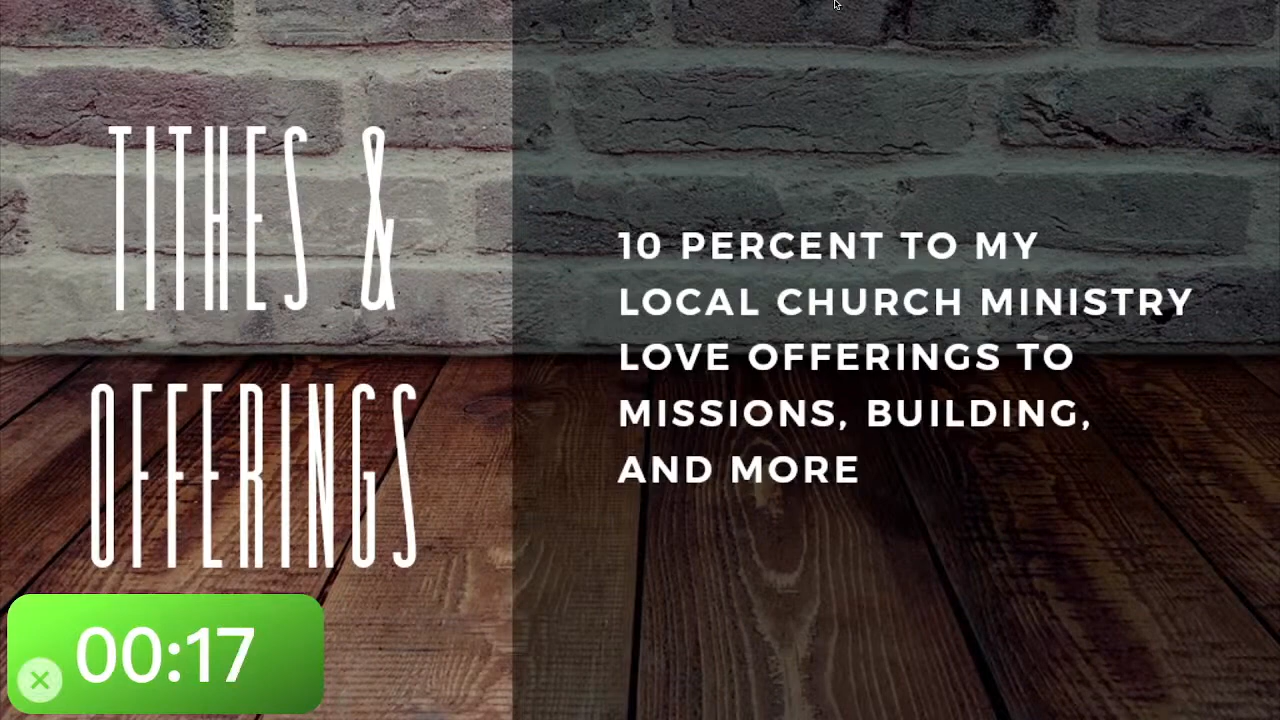 TITHES &
OFFERINGS
10 PERCENT TO MY
LOCAL CHURCH MINISTRY
LOVE OFFERINGS TO
MISSIONS, BUILDING,
AND MORE
00:17